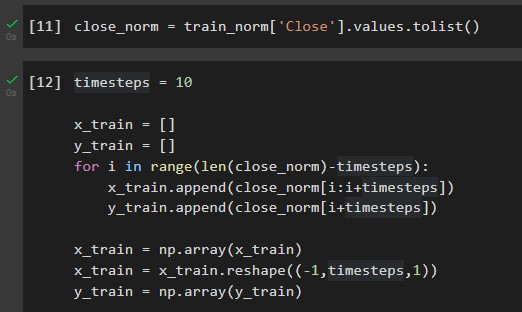 [11] close_norm = train_norm['Close'].values.tolist()
0s
[12] timesteps = 10
0s
x_train = []
y_train = []
for i in range(len(close_norm)-timesteps):
    x_train.append(close_norm[i:i+timesteps])
    y_train.append(close_norm[i+timesteps])
x_train = np.array(x_train)
x_train = x_train.reshape((-1,timesteps,1))
y_train = np.array(y_train)